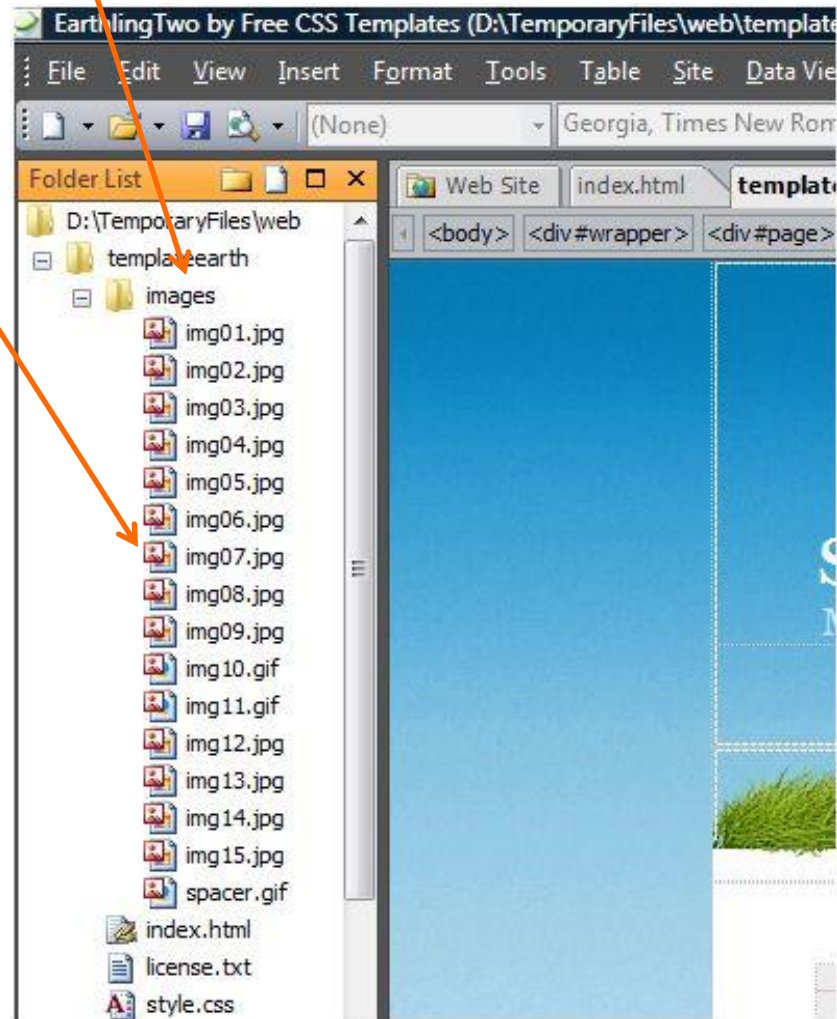 EarthlingTwo by Free CSS Templates (D:\TemporaryFiles\web\template
File Edit View Insert Format Tools Table Site Data Vie
(None) Georgia, Times New Rom
Folder List
Web Site index.html templat
D:\TemporaryFiles\web
<body> <div#wrapper> <div#page>
templateearth
images
img01.jpg
img02.jpg
img03.jpg
img04.jpg
img05.jpg
img06.jpg
img07.jpg
img08.jpg
img09.jpg
img10.gif
img11.gif
img12.jpg
img13.jpg
img14.jpg
img15.jpg
spacer.gif
index.html
license.txt
style.css